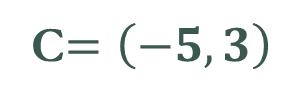 C= (−5, 3)